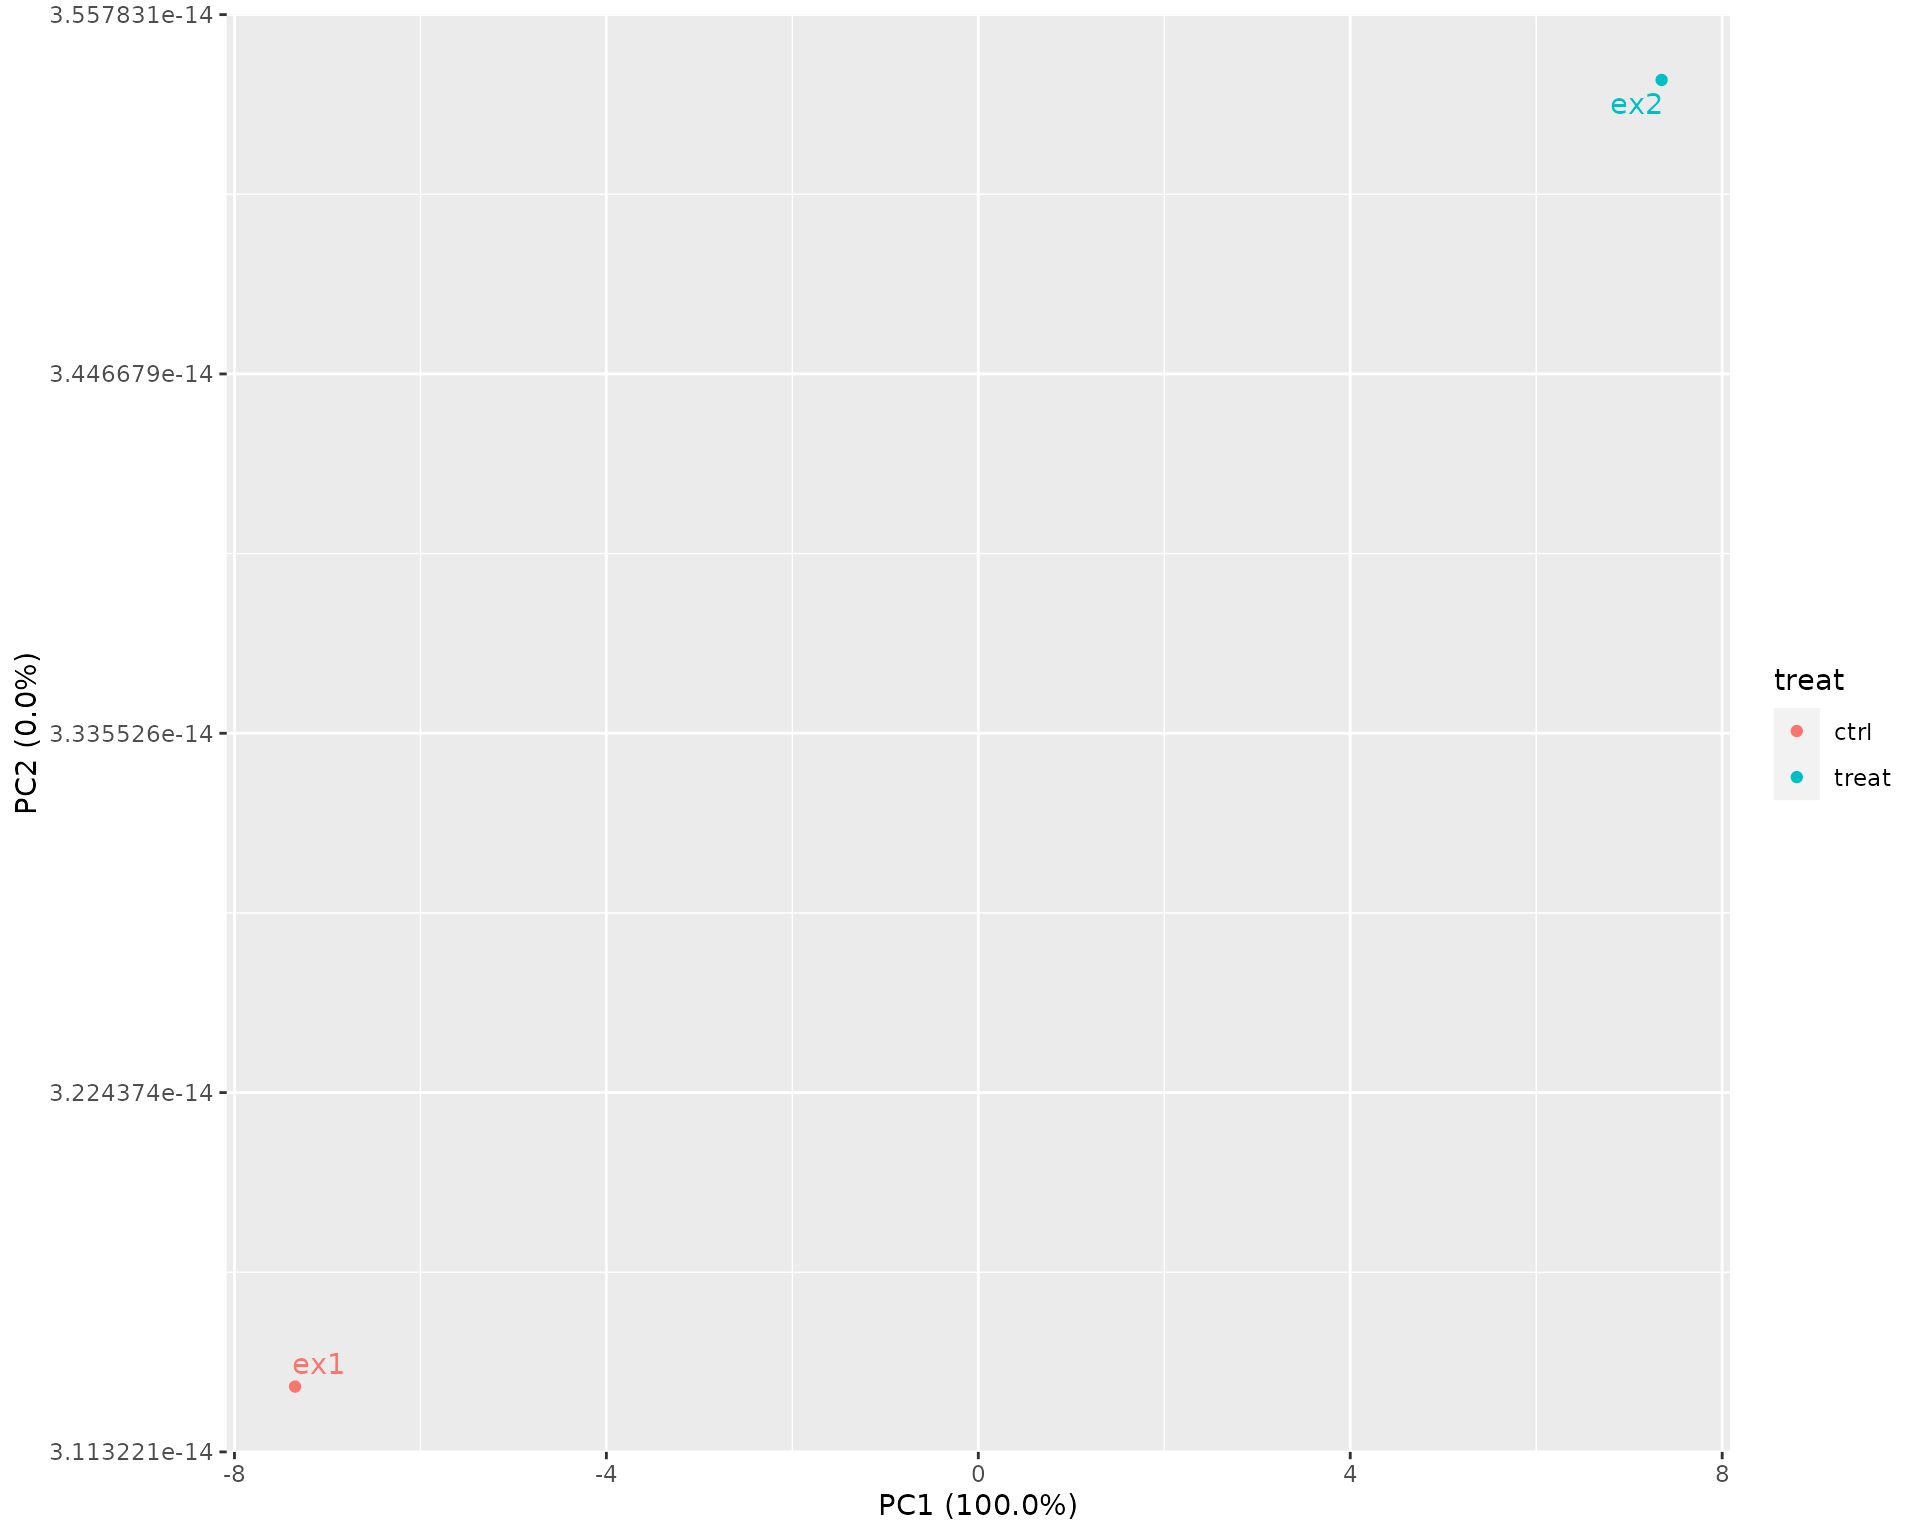 3.557831e-14
3.446679e-14
3.335526e-14
3.224374e-14
3.113221e-14
PC2 (0.0%)
ex2
ex1
-8 -4 0 4 8
PC1 (100.0%)
treat
ctrl
treat